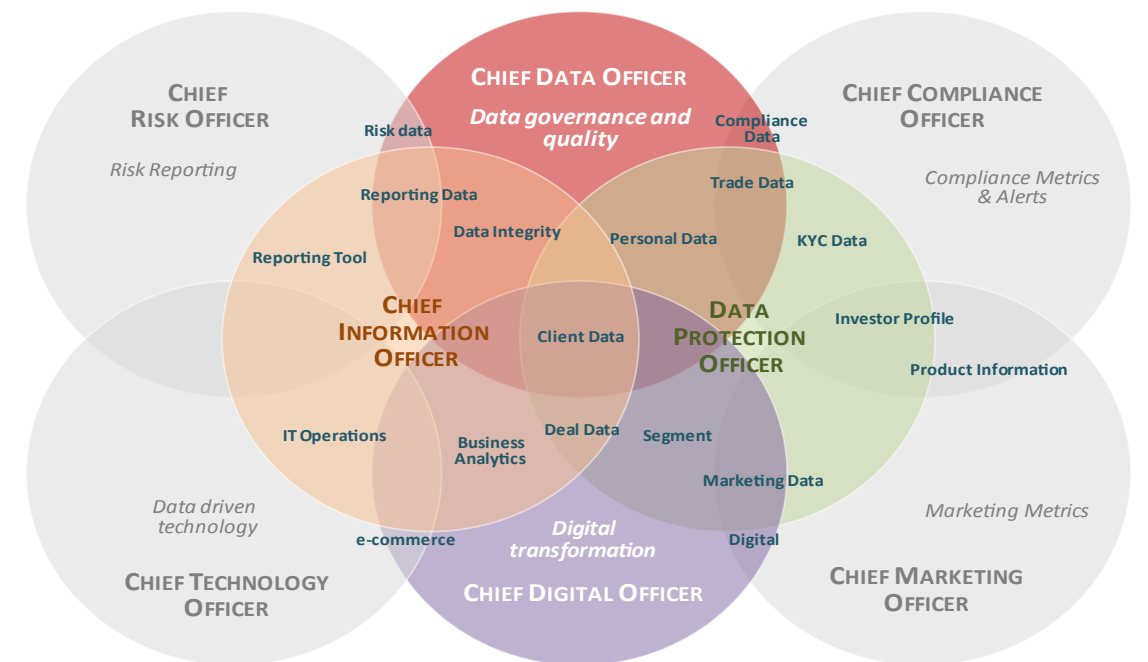 CHIEF DATA OFFICER
Data governance and
quality
CHIEF
RISK OFFICER
Risk Reporting
CHIEF COMPLIANCE
OFFICER
Compliance Metrics
& Alerts
Risk data
Compliance
Data
Reporting Data
Trade Data
Data Integrity
Personal Data
KYC Data
Reporting Tool
CHIEF
INFORMATION
OFFICER
Client Data
DATA
PROTECTION
OFFICER
Investor Profile
Product Information
IT Operations
Business
Analytics
Deal Data
Segment
Marketing Data
Data driven
technology
e-commerce
Digital
transformation
Digital
Marketing Metrics
CHIEF TECHNOLOGY
OFFICER
CHIEF DIGITAL OFFICER
CHIEF MARKETING
OFFICER